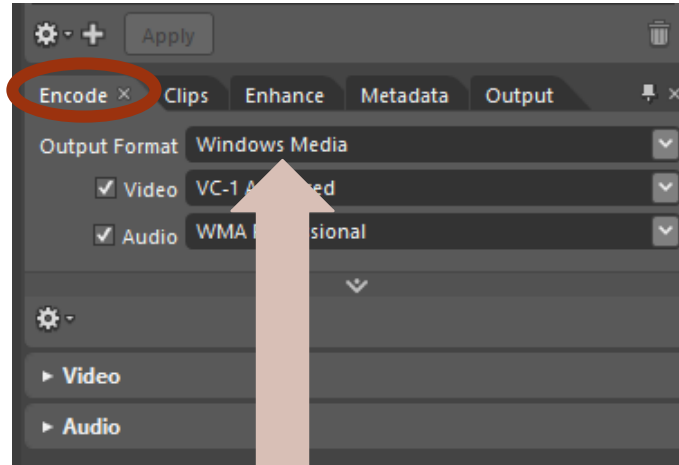 Apply
Encode Clips Enhance Metadata Output
Output Format Windows Media
Video VC-1
Audio WMA
Video
Audio